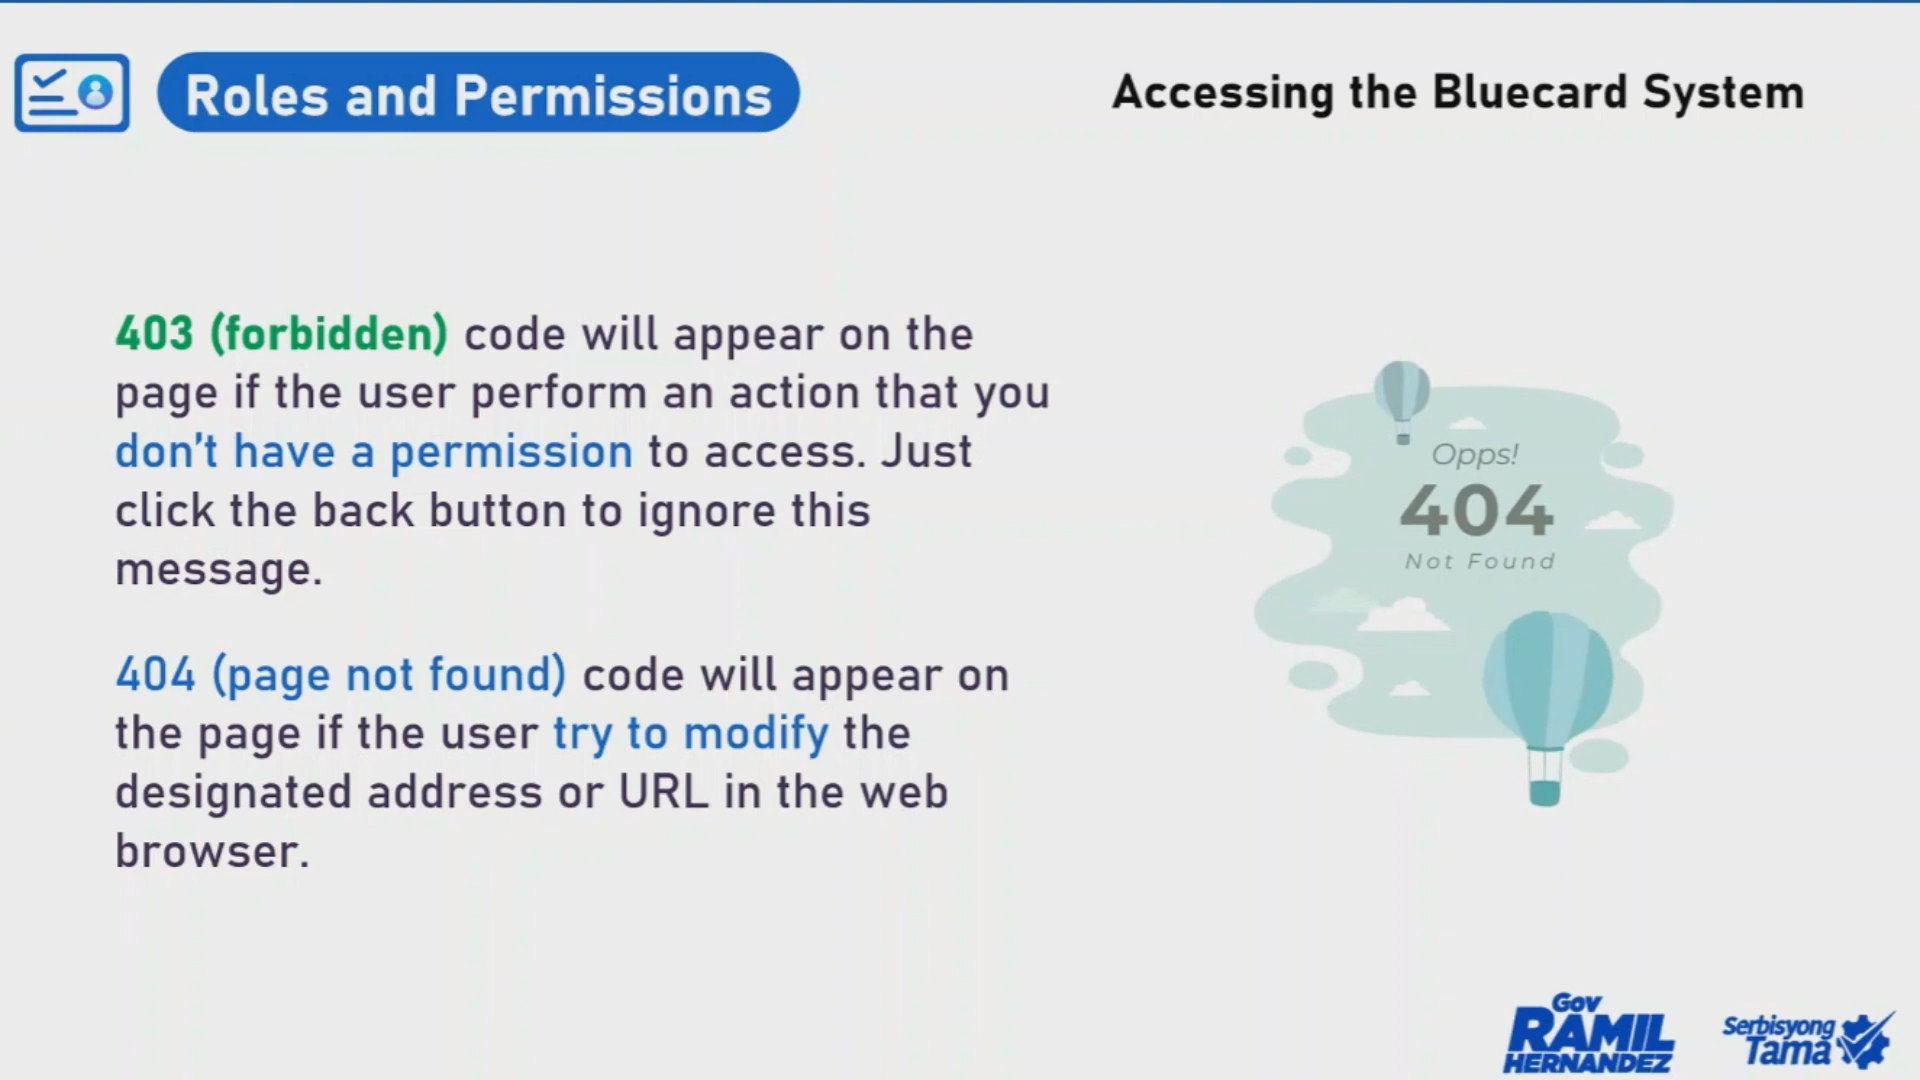 Roles and Permissions
Accessing the Bluecard System
403 (forbidden) code will appear on the
page if the user perform an action that you
don't have a permission to access. Just
click the back button to ignore this
message.
404 (page not found) code will appear on
the page if the user try to modify the
designated address or URL in the web
browser.
Opps!
404
Not Found
Gov
RAMIL
HERNANDEZ
Serbisyong
Tama